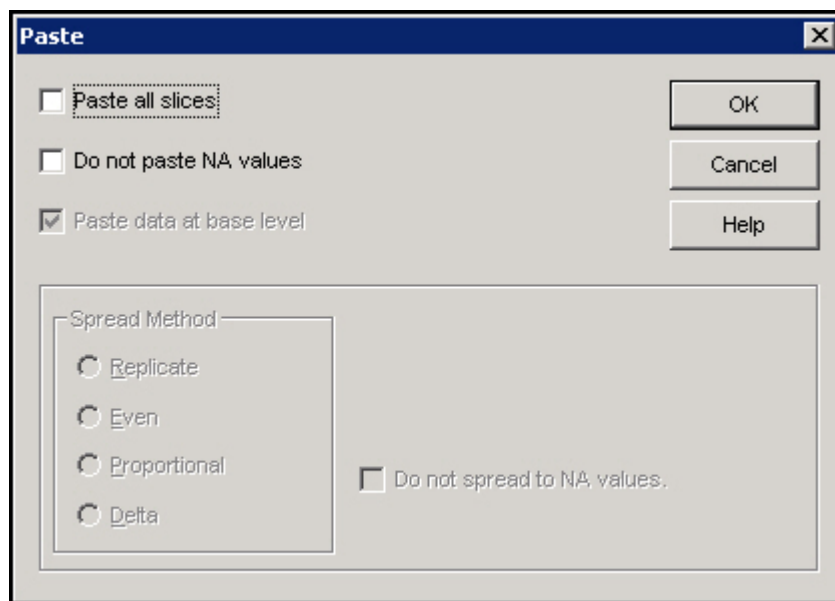 Paste
Paste all slices
OK
Do not paste NA values
Cancel
Paste data at base level
Help
Spread Method
Replicate
Even
Proportional
Do not spread to NA values.
Delta